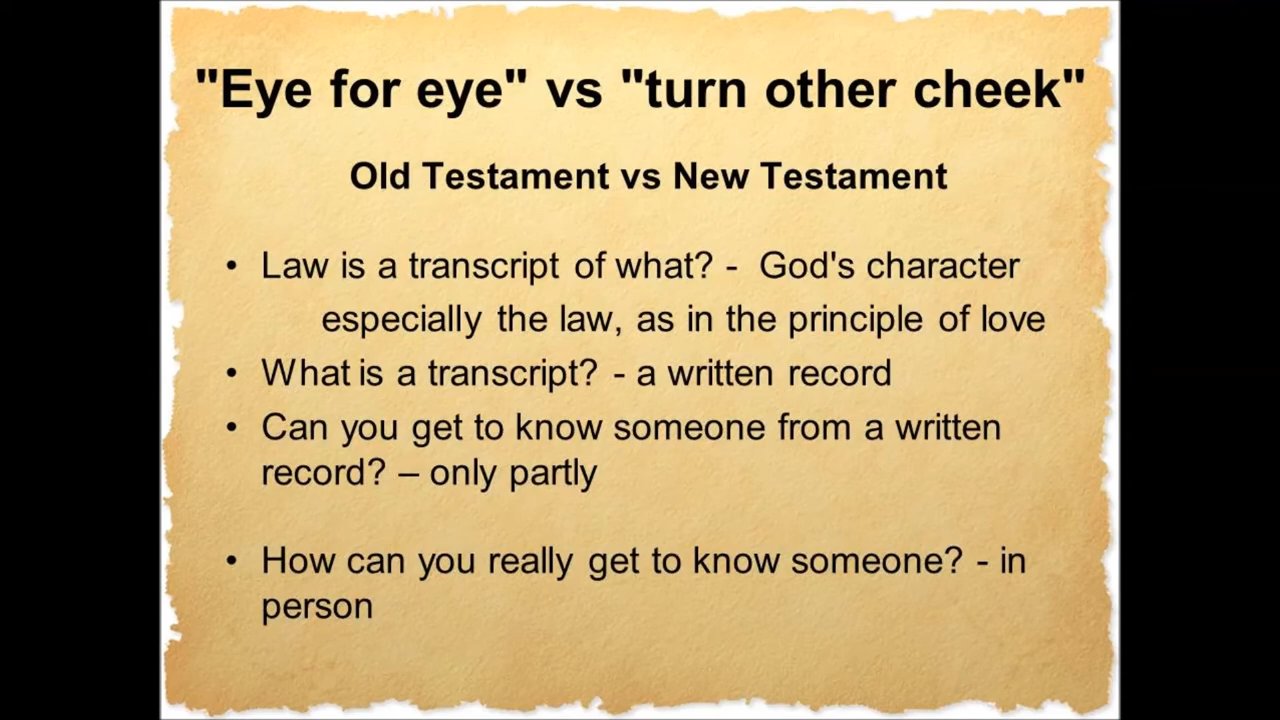 "Eye for eye" vs "turn other cheek"
Old Testament vs New Testament
• Law is a transcript of what? - God's character
especially the law, as in the principle of love
• What is a transcript? - a written record
• Can you get to know someone from a written
record? – only partly
• How can you really get to know someone? - in
person